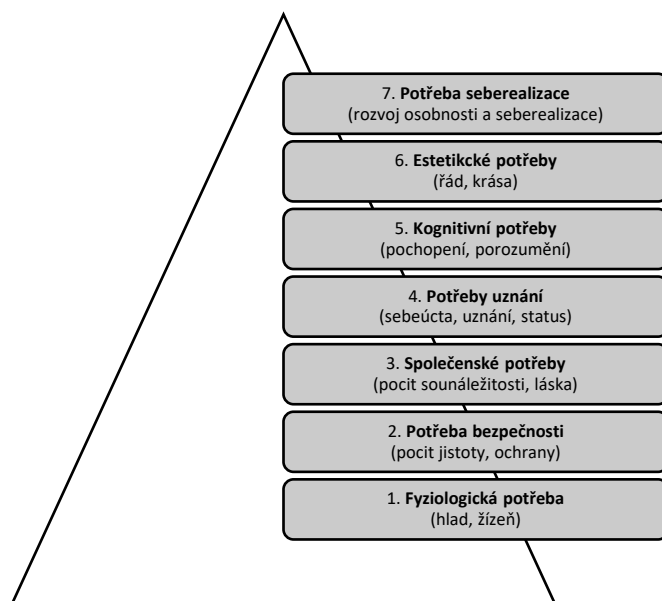 7. Potřeba seberealizace
(rozvoj osobnosti a seberealizace)
6. Estetikcké potřeby
(řád, krása)
5. Kognitivní potřeby
(pochopení, porozumění)
4. Potřeby uznání
(sebeúcta, uznání, status)
3. Společenské potřeby
(pocit sounáležitosti, láska)
2. Potřeba bezpečnosti
(pocit jistoty, ochrany)
1. Fyziologická potřeba
(hlad, žízeň)